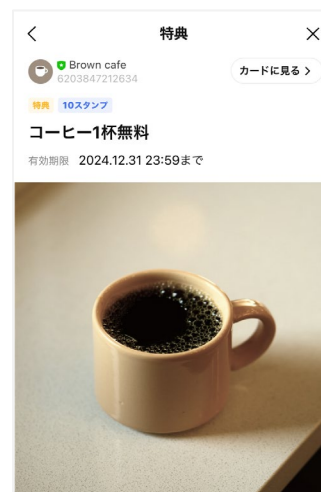 特典
Brown cafe
6203847212634
カードに見る
特典 10スタンプ
コーヒー1杯無料
有効期限 2024.12.31 23:59まで